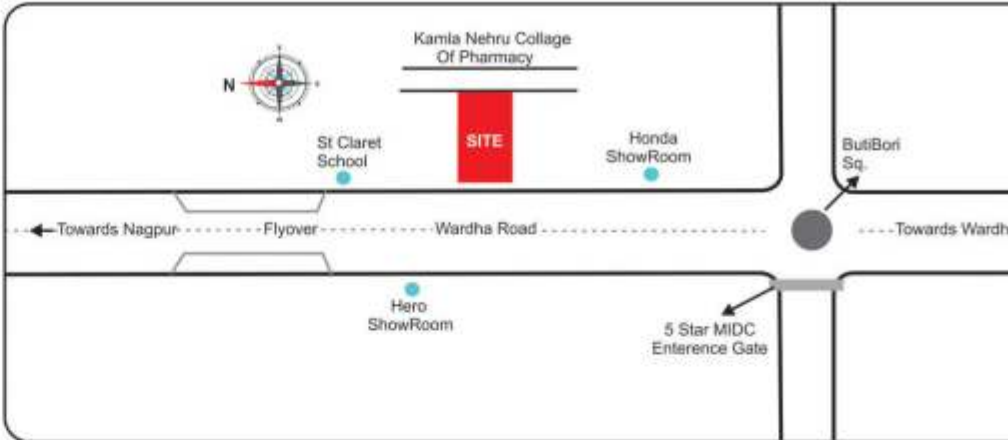 Kamla Nehru Collage
Of Pharmacy
N
St Claret
School
SITE
Honda
ShowRoom
ButiBori
Sq.
Towards Nagpur
Flyover
Wardha Road
Towards Wardh
Hero
ShowRoom
5 Star MIDC
Enterence Gate